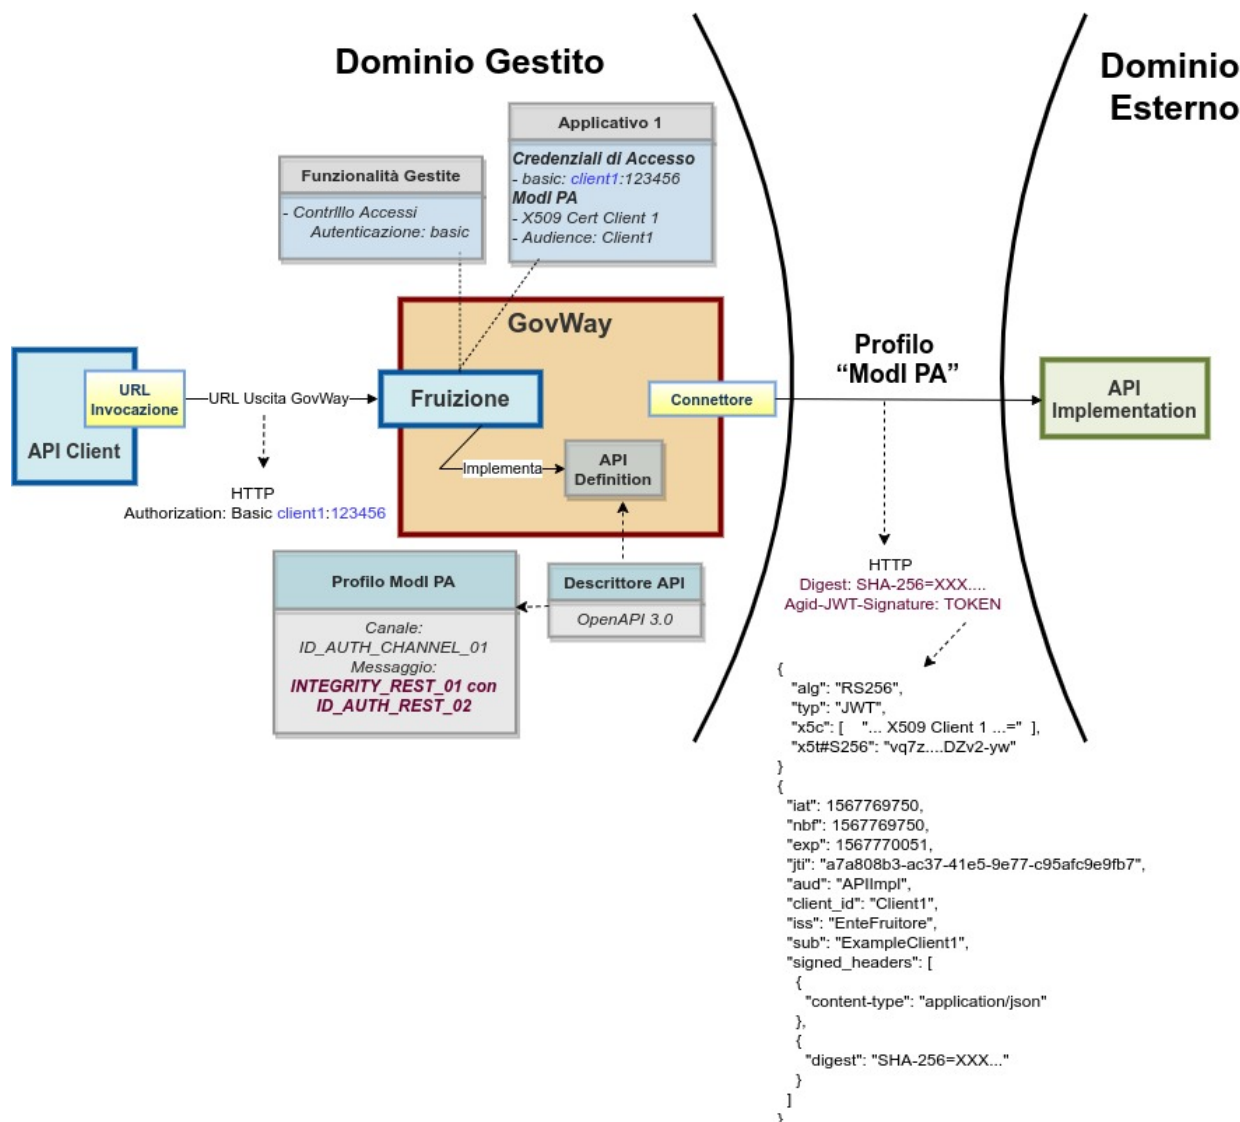 Dominio Gestito
Dominio
Esterno
Applicativo 1
Credenziali di Accesso
- basic: client1:123456
ModI PA
- X509 Cert Client 1
- Audience: Client1
Funzionalità Gestite
- Contrlllo Accessi
Autenticazione: basic
GovWay
Profilo
“ModI PA”
URL
Invocazione
API Client
URL Uscita GovWay
Fruizione
Connettore
API
Implementation
Implementa
API
Definition
HTTP
Authorization: Basic client1:123456
Profilo ModI PA
Canale:
ID_AUTH_CHANNEL_01
Messaggio:
INTEGRITY_REST_01 con
ID_AUTH_REST_02
Descrittore API
OpenAPI 3.0
HTTP
Digest: SHA-256=XXX....
Agid-JWT-Signature: TOKEN
{
"alg": "RS256",
"typ": "JWT",
"x5c": [ "... X509 Client 1 ...=" ],
"x5t#S256": "vq7z....DZv2-yw"
}
{
"iat": 1567769750,
"nbf": 1567769750,
"exp": 1567770051,
"jti": "a7a808b3-ac37-41e5-9e77-c95afc9e9fb7",
"aud": "APIImpl",
"client_id": "Client1",
"iss": "EnteFruitore",
"sub": "ExampleClient1",
"signed_headers": [
{
"content-type": "application/json"
},
{
"digest": "SHA-256=XXX..."
}
]
}